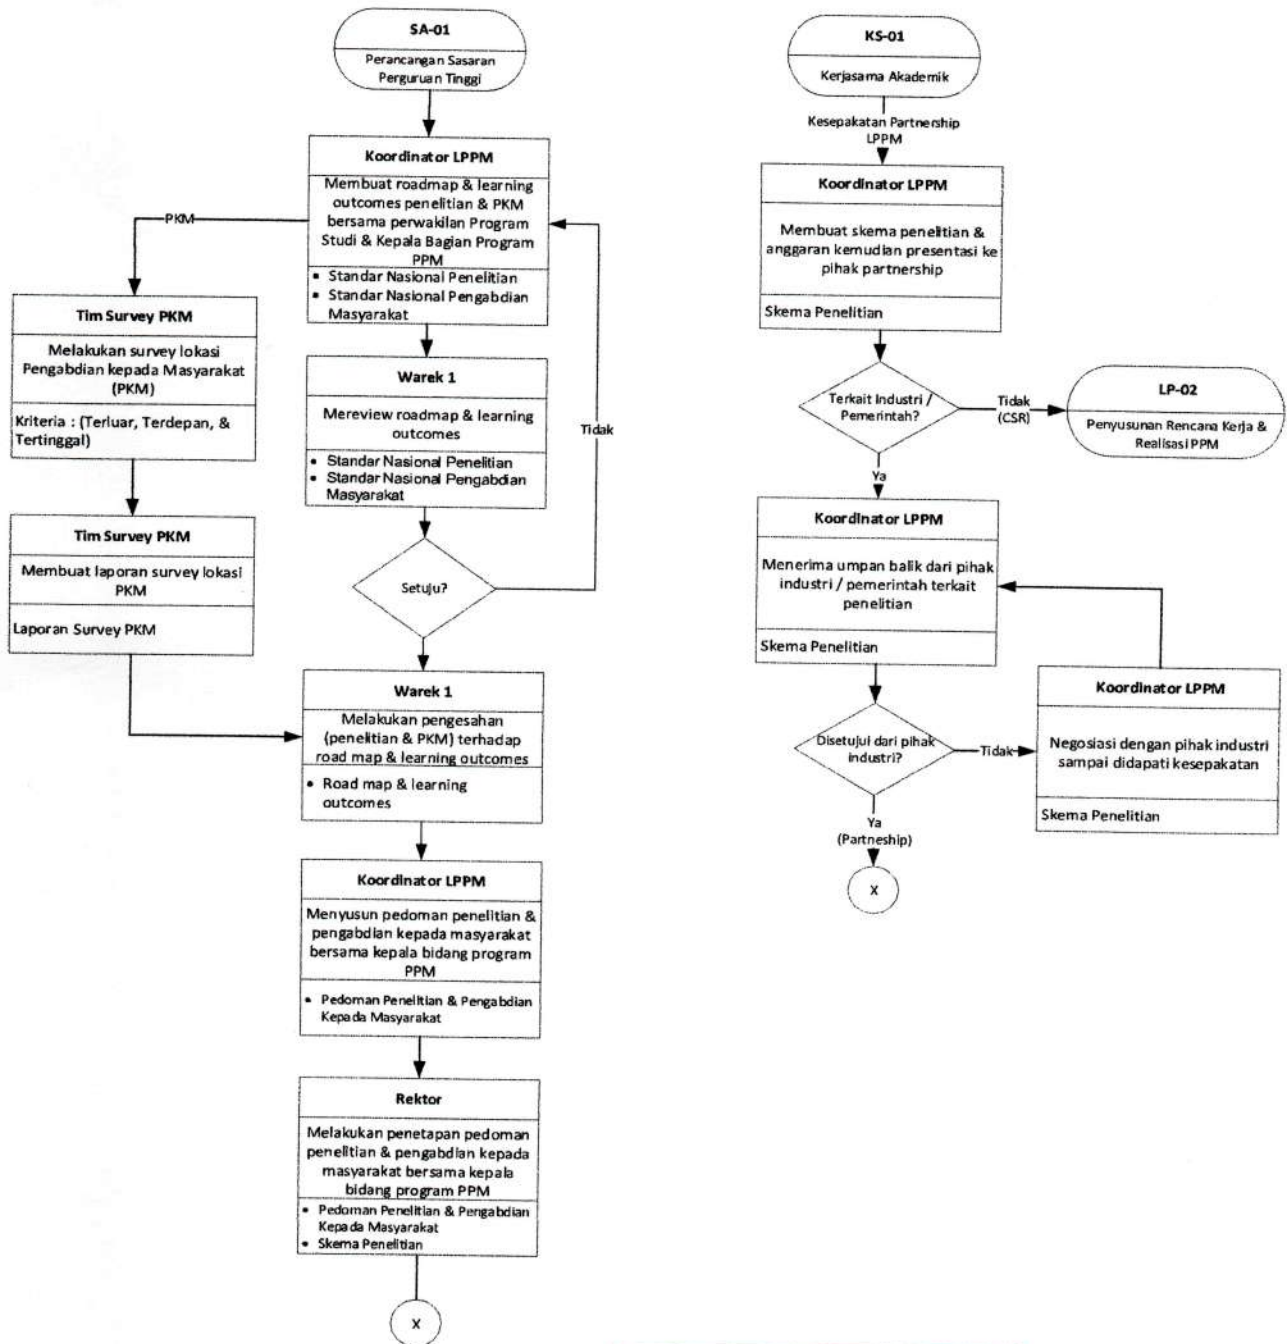 SA-01
Perancangan Sasaran
Perguruan Tinggi
Koordinator LPPM
Membuat roadmap & learning
outcomes penelitian & PKM
bersama perwakilan Program
Studi & Kepala Bagian Program
PPM
• Standar Nasional Penelitian
• Standar Nasional Pengabdian
Masyarakat
PKM
Tim Survey PKM
Melakukan survey lokasi
Pengabdian kepada Masyarakat
(PKM)
Kriteria : (Terluar, Terdepan, &
Tertinggal)
Tim Survey PKM
Membuat laporan survey lokasi
PKM
Laporan Survey PKM
Warek 1
Mereview roadmap & learning
outcomes
• Standar Nasional Penelitian
• Standar Nasional Pengabdian
Masyarakat
Tidak
Setuju?
Warek 1
Melakukan pengesahan
(penelitian & PKM) terhadap
road map & learning outcomes
• Road map & learning
outcomes
Koordinator LPPM
Menyusun pedoman penelitian &
pengabdian kepada masyarakat
bersama kepala bidang program
PPM
• Pedoman Penelitian & Pengabdian
Kepada Masyarakat
Rektor
Melakukan penetapan pedoman
penelitian & pengabdian kepada
masyarakat bersama kepala
bidang program PPM
• Pedoman Penelitian & Pengabdian
Kepada Masyarakat
• Skema Penelitian
X
KS-01
Kerjasama Akademik
Kesepakatan Partnership
LPPM
Koordinator LPPM
Membuat skema penelitian &
anggaran kemudian presentasi ke
pihak partnership
Skema Penelitian
Terkait Industri /
Pemerintah?
Tidak
(CSR)
LP-02
Penyusunan Rencana Kerja &
Realisasi PPM
Ya
Koordinator LPPM
Menerima umpan balik dari pihak
industri / pemerintah terkait
penelitian
Skema Penelitian
Disetujui dari pihak
industri?
Tidak
Koordinator LPPM
Negosiasi dengan pihak industri
sampai didapati kesepakatan
Skema Penelitian
Ya
(Partneship)
X